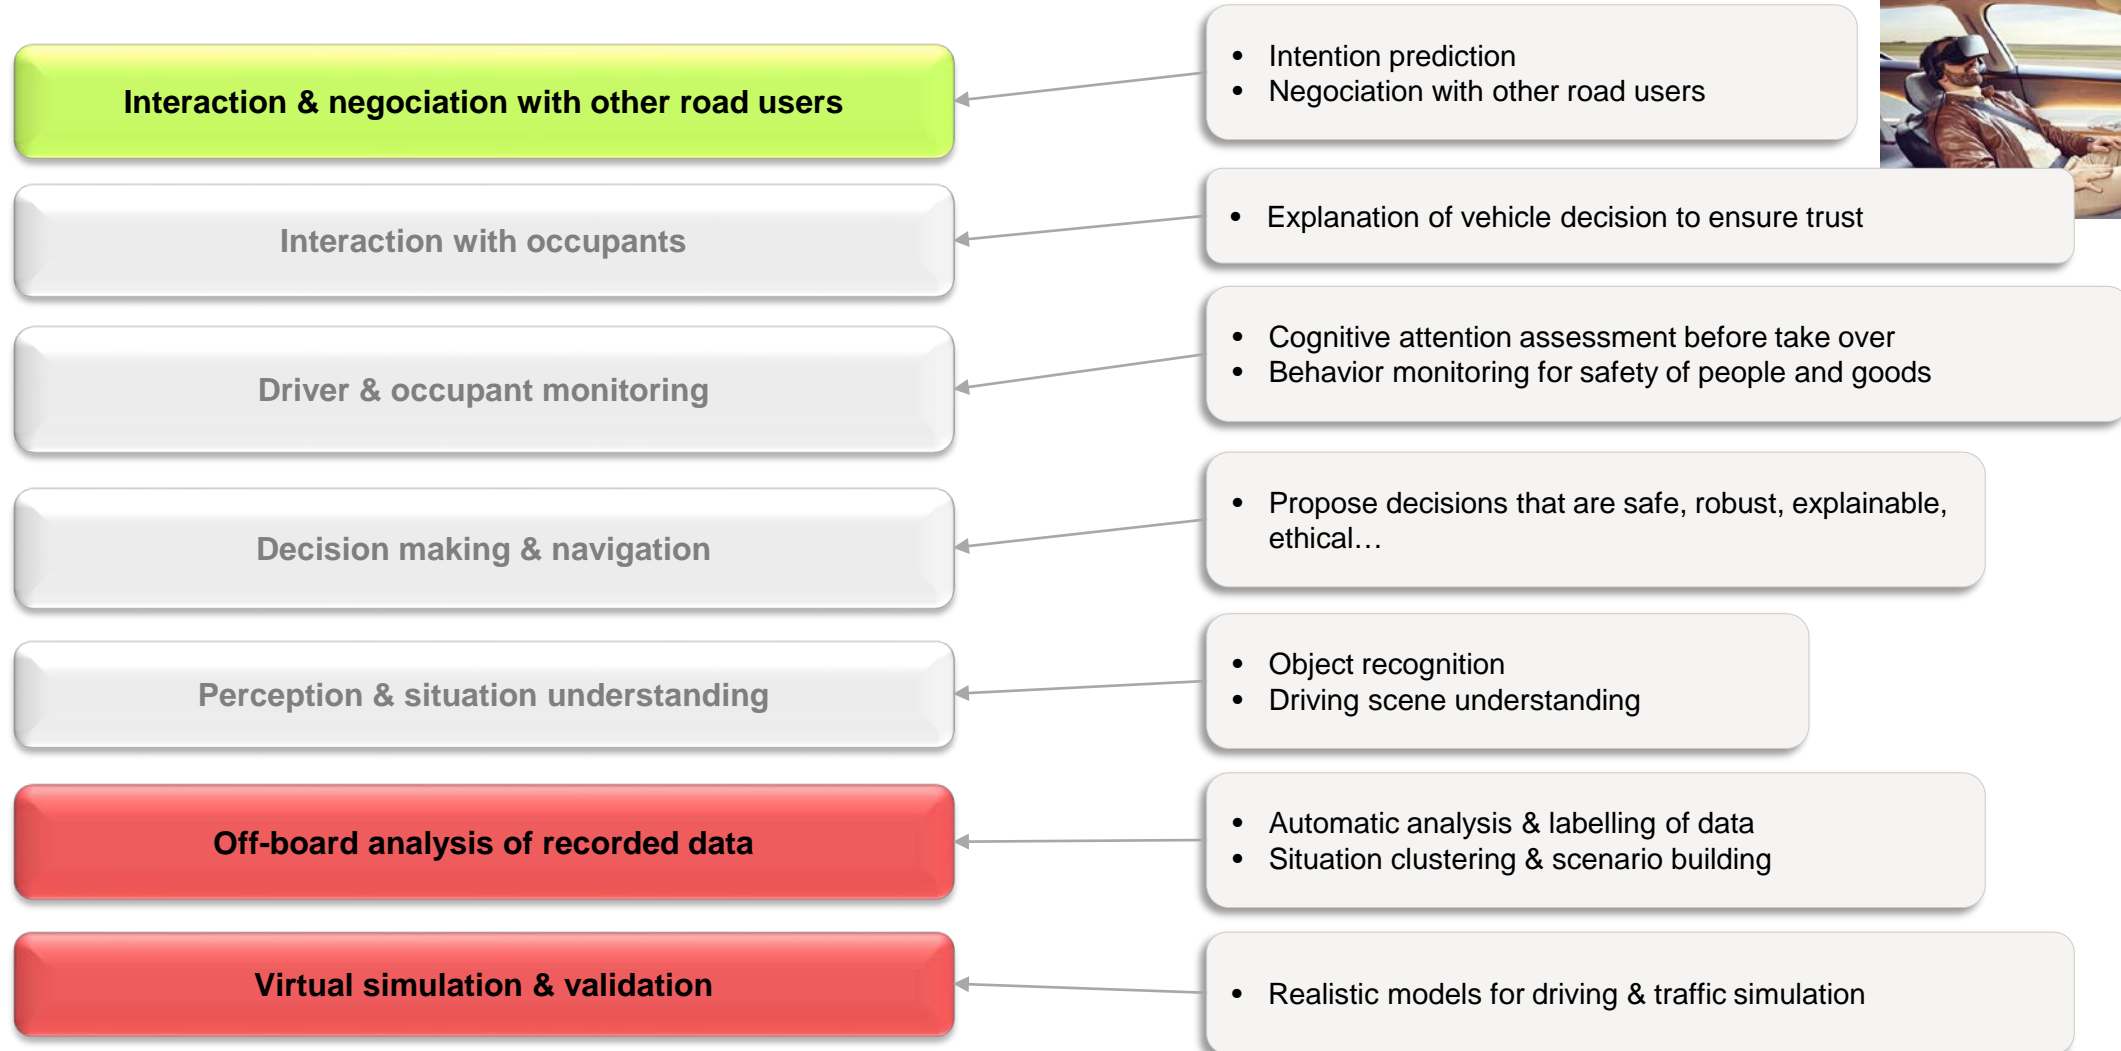 Interaction & negociation with other road users
• Intention prediction
• Negociation with other road users
Interaction with occupants
• Explanation of vehicle decision to ensure trust
Driver & occupant monitoring
• Cognitive attention assessment before take over
• Behavior monitoring for safety of people and goods
Decision making & navigation
• Propose decisions that are safe, robust, explainable,
ethical…
Perception & situation understanding
• Object recognition
• Driving scene understanding
Off-board analysis of recorded data
• Automatic analysis & labelling of data
• Situation clustering & scenario building
Virtual simulation & validation
• Realistic models for driving & traffic simulation